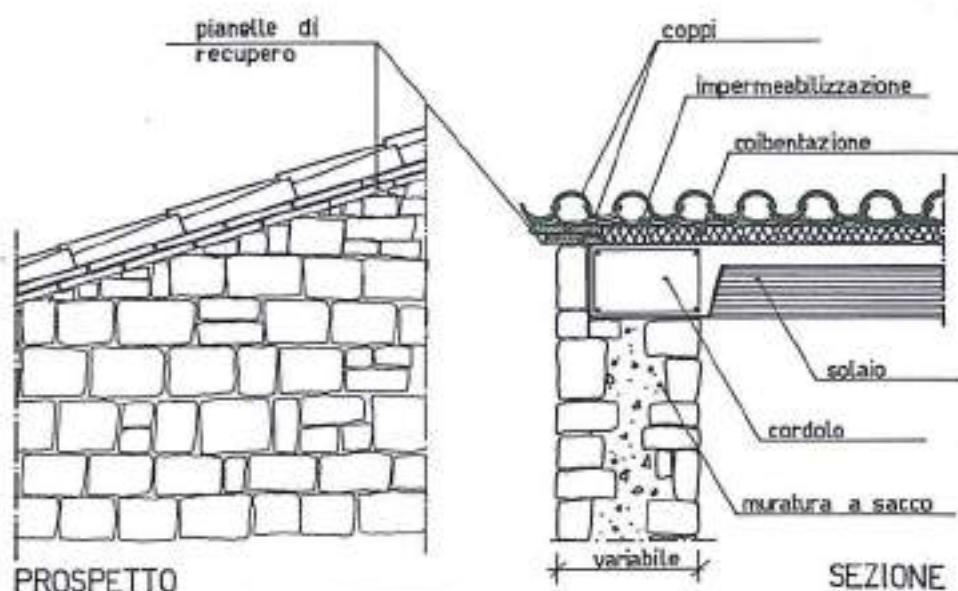 pianelle di
recupero
coppi
impermeabilizzazione
coibentazione
solaio
cordolo
muratura a sacco
variabile
PROSPETTO
SEZIONE